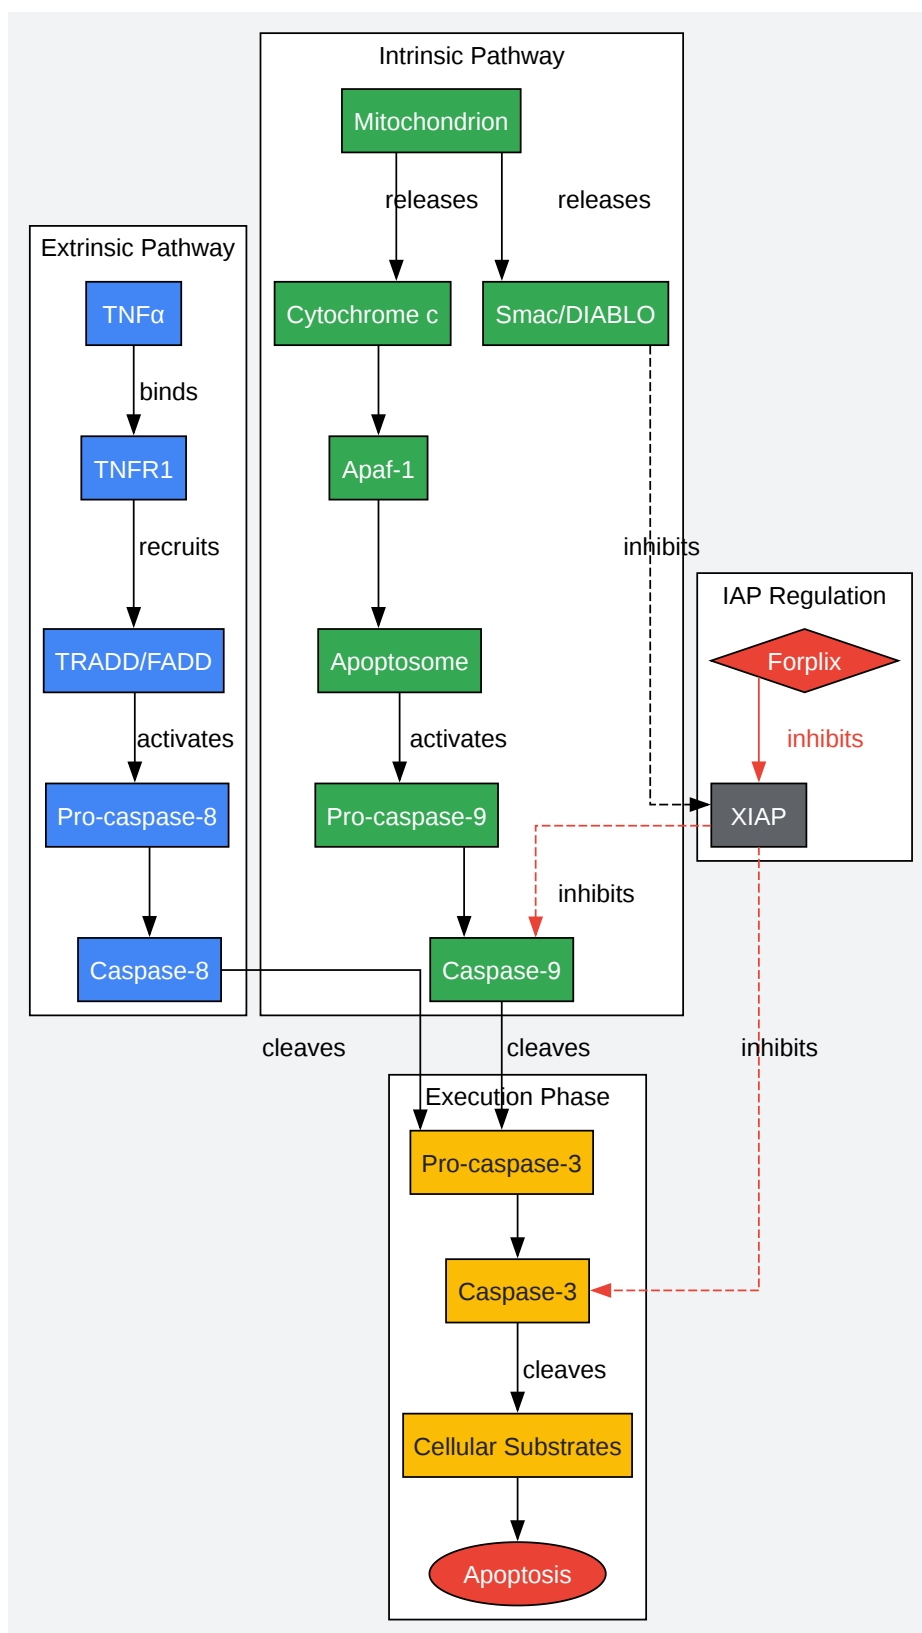 Intrinsic Pathway
Mitochondrion
releases
releases
Extrinsic Pathway
TNFα
Cytochrome c
Smac/DIABLO
binds
TNFR1
Apaf-1
recruits
inhibits
IAP Regulation
TRADD/FADD
Apoptosome
Forplix
activates
activates
inhibits
Pro-caspase-8
Pro-caspase-9
XIAP
inhibits
Caspase-8
Caspase-9
cleaves
cleaves
inhibits
Execution Phase
Pro-caspase-3
Caspase-3
cleaves
Cellular Substrates
Apoptosis